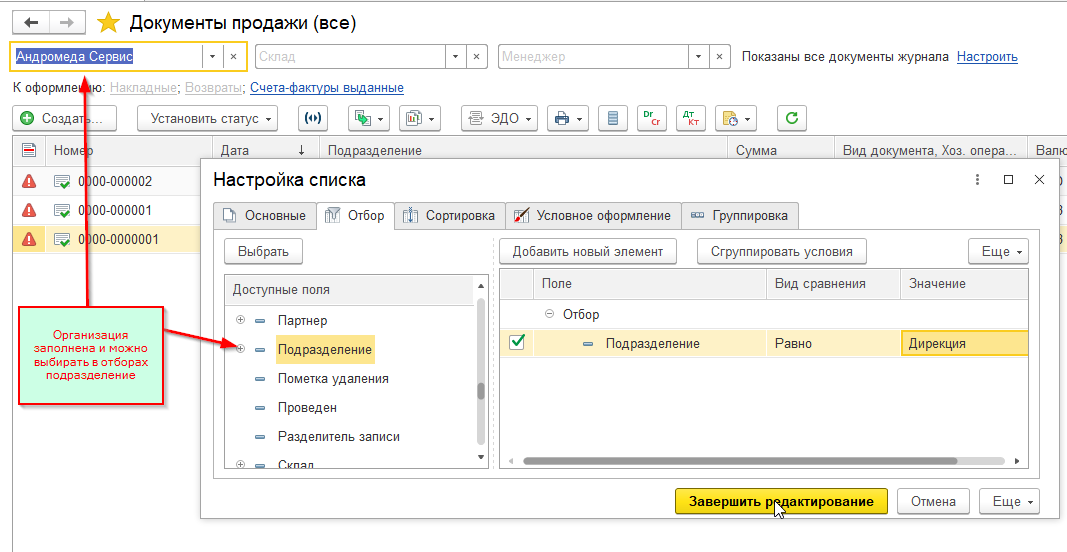 Документы продажи (все)
Андромеда Сервис
Склад
Менеджер
Показаны все документы журнала Настроить
К оформлению: Накладные; Возвраты; Счета-фактуры выданные
Создать...
Установить статус
ЭДО
Dr Cr
Дт Кт
Номер Дата ↓ Подразделение Сумма Вид документа, Хоз. опера... Валю
0000-000002
0000-000001
0000-0000001
Настройка списка
Основные Отбор Сортировка Условное оформление Группировка
Выбрать
Добавить новый элемент Сгруппировать условия Еще
Доступные поля
Партнер
Подразделение
Пометка удаления
Проведен
Разделитель записи
Склад
Поле Вид сравнения Значение
Отбор
Подразделение Равно Дирекция
Завершить редактирование Отмена Еще
Организация
заполнена и можно
выбирать в отборах
подразделение